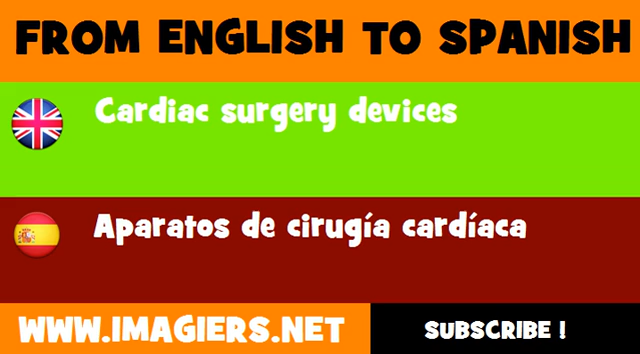 FROM ENGLISH TO SPANISH
Cardiac surgery devices
Aparatos de cirugía cardíaca
WWW.IMAGIERS.NET
SUBSCRIBE !